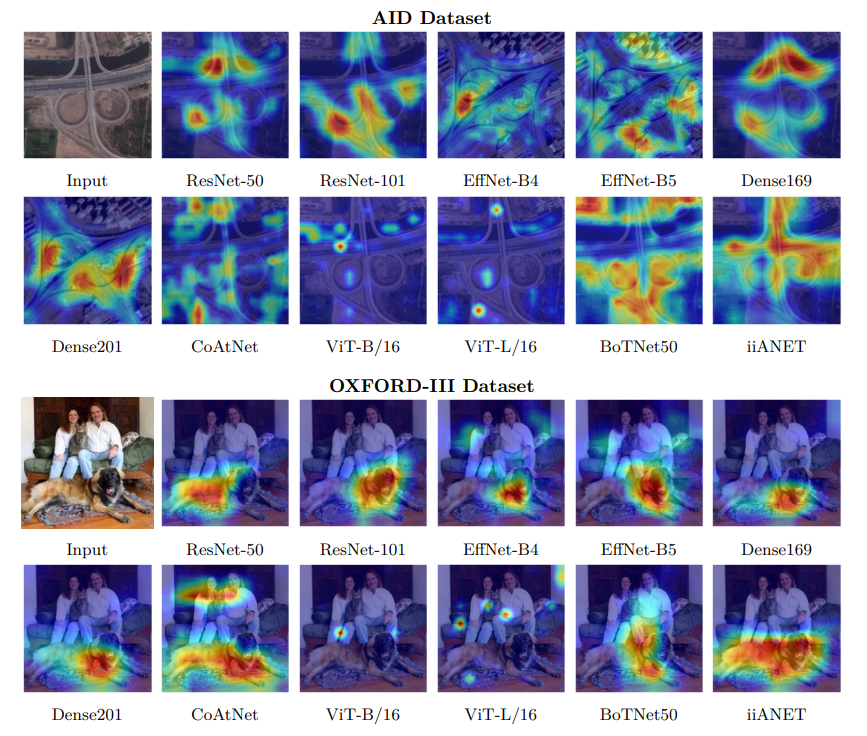 AID Dataset
Input ResNet-50 ResNet-101 EffNet-B4 EffNet-B5 Dense169
Dense201 CoAtNet ViT-B/16 ViT-L/16 BoTNet50 iiANET
OXFORD-III Dataset
Input ResNet-50 ResNet-101 EffNet-B4 EffNet-B5 Dense169
Dense201 CoAtNet ViT-B/16 ViT-L/16 BoTNet50 iiANET